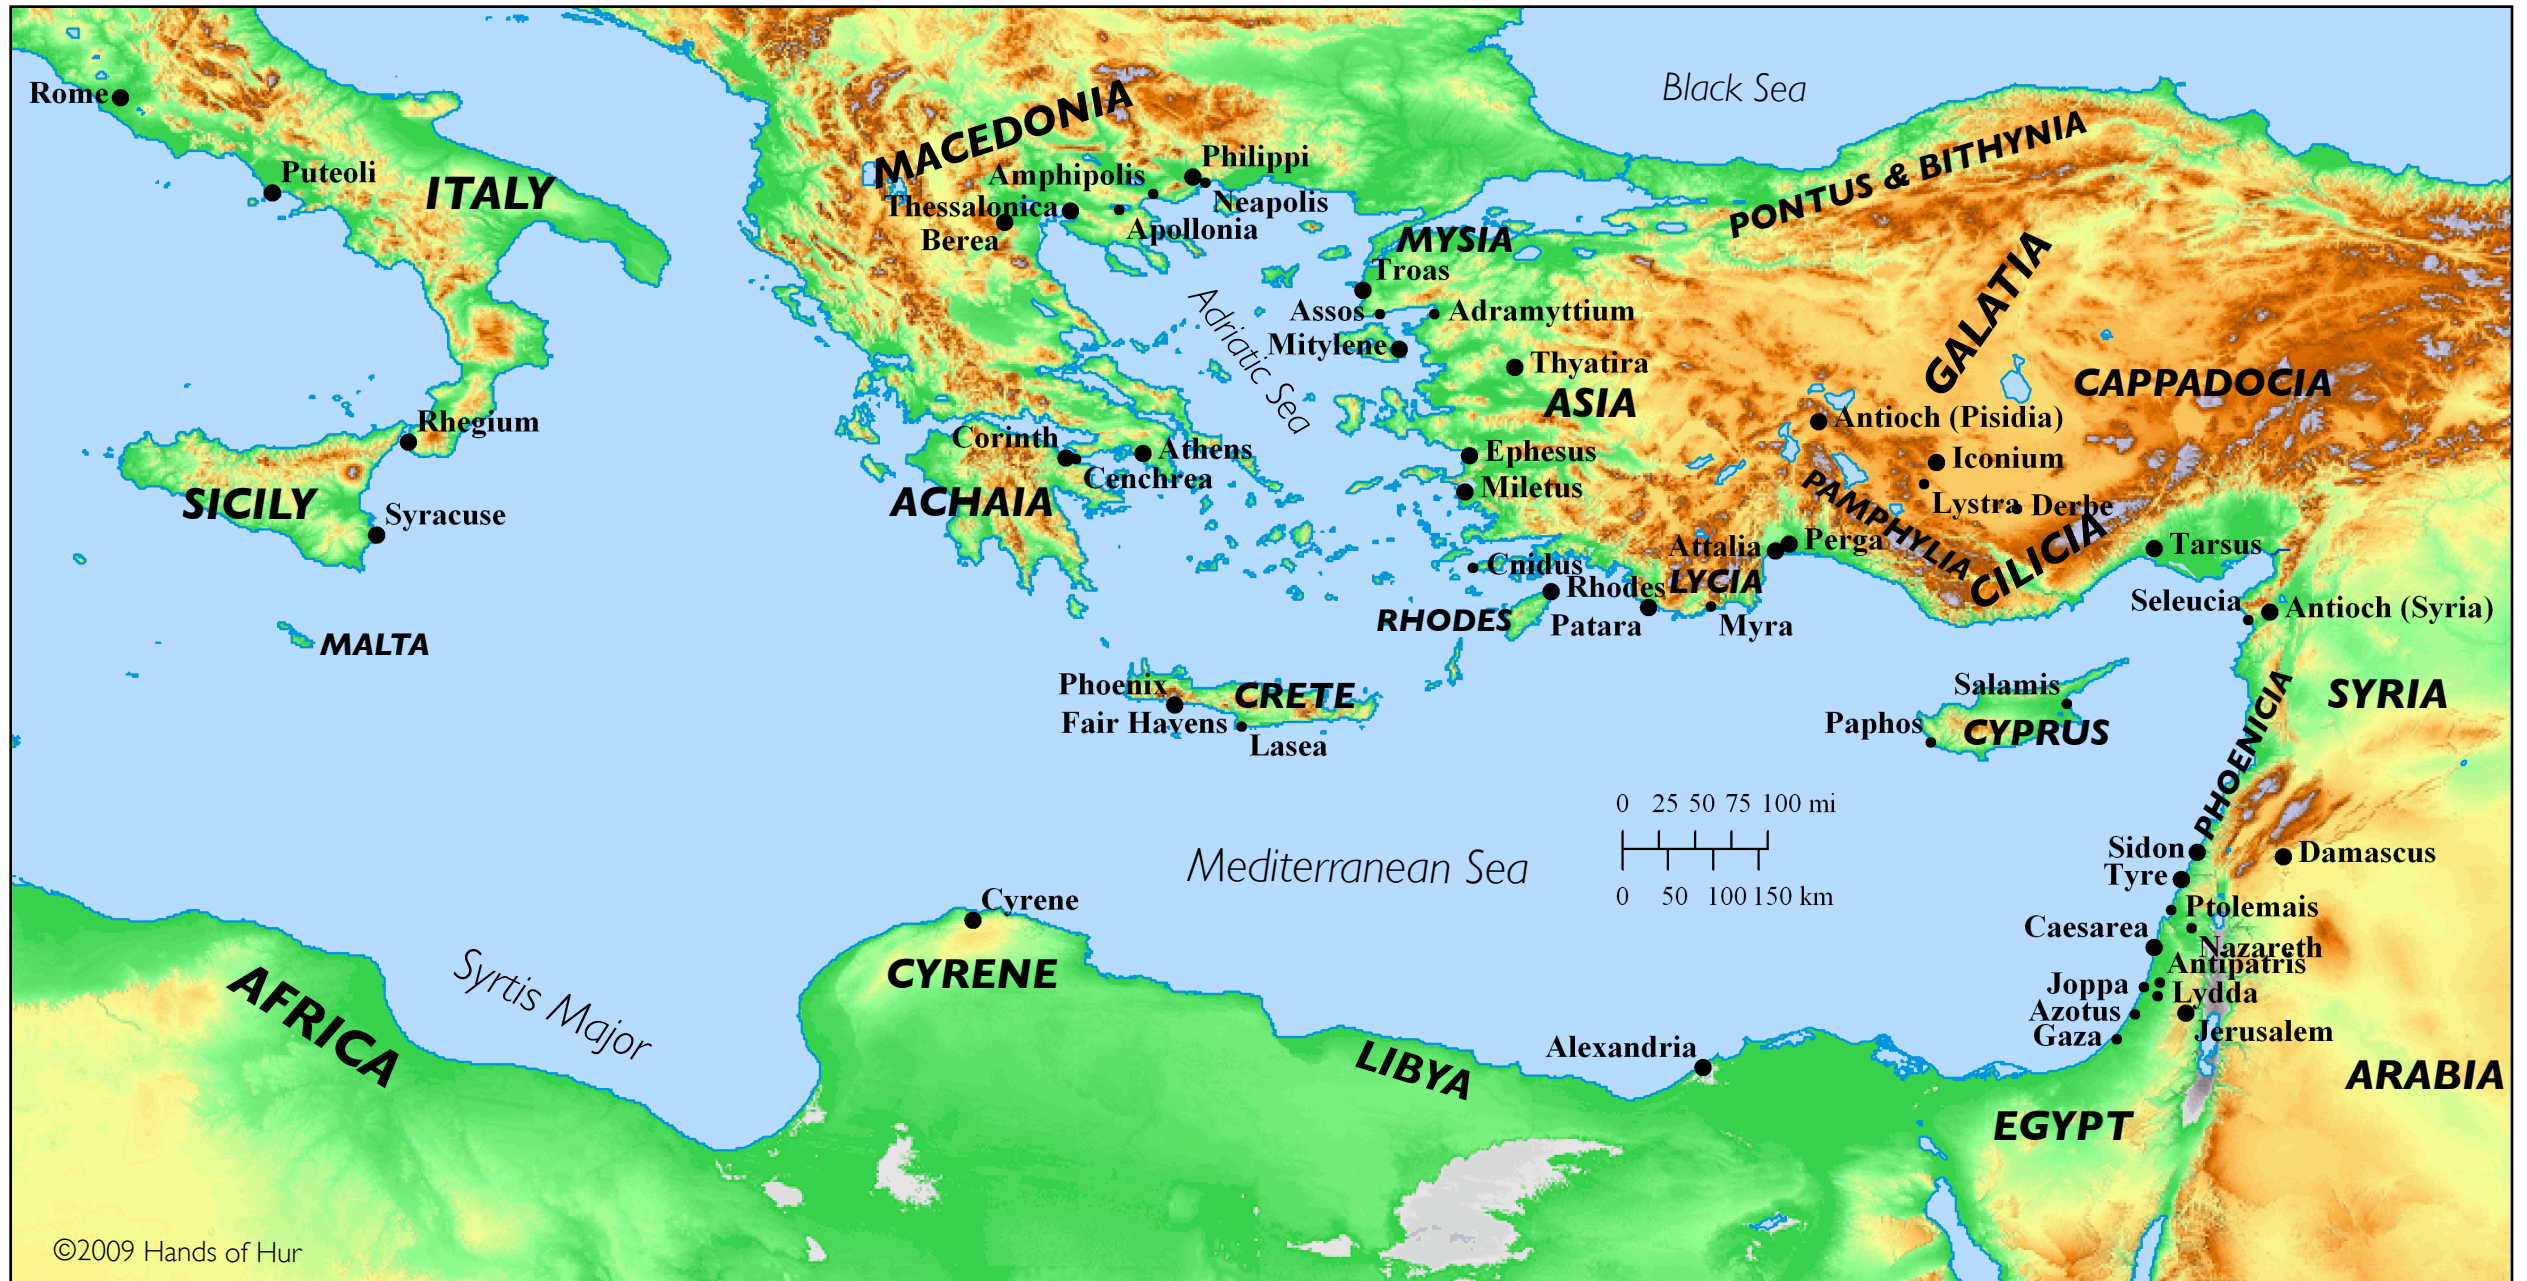 Black Sea
Rome
MACEDONIA
PONTUS & BITHYNIA
Puteoli
ITALY
Philippi
Amphipolis
Neapolis
Thessalonica
Apollonia
Berea
MYSIA
Troas
GALATIA
Adriatic Sea
Assos
Adramyttium
Mitylene
Thyatira
ASIA
CAPPADOCIA
Rhegium
Antioch (Pisidia)
Corinth
Athens
Cenchrea
Ephesus
Iconium
SICILY
ACHAIA
Miletus
PAMPHYLIA
Lystra
Derbe
Syracuse
Attalia
Perga
CILICIA
Tarsus
Cnidus
Rhodes
LYCIA
Seleucia
Antioch (Syria)
RHODES
Patara
Myra
MALTA
Phoenix
CRETE
Salamis
SYRIA
Fair Havens
Lasea
Paphos
CYPRUS
PHOENICIA
0 25 50 75 100 mi
0 50 100 150 km
Mediterranean Sea
Sidon
Damascus
Tyre
Cyrene
Ptolemais
Caesarea
Nazareth
CYRENE
Antipatris
Syrtis Major
Joppa
Lydda
AFRICA
Azotus
Jerusalem
Gaza
Alexandria
LIBYA
ARABIA
EGYPT
©2009 Hands of Hur